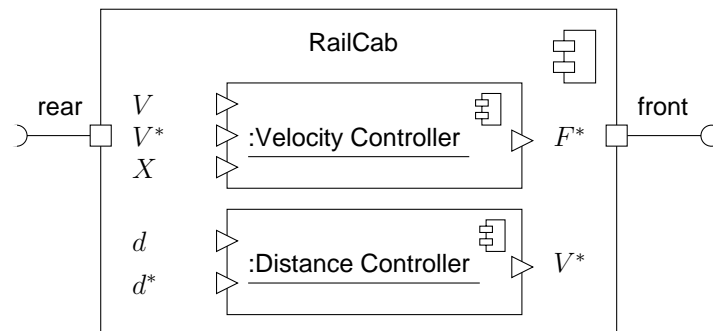 RailCab
rear
front
V
V*
X
:Velocity Controller
F*
d
d*
:Distance Controller
V*